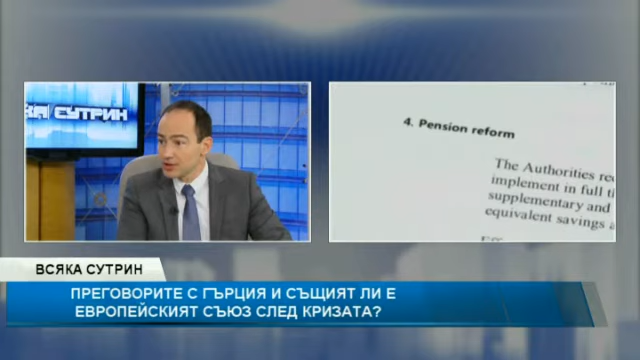 СУТРИН
4. Pension reform
The Authorities rec
implement in full th
supplementary and
equivalent savings a
ВСЯКА СУТРИН
ПРЕГОВОРИТЕ С ГЪРЦИЯ И СЪЩИЯТ ЛИ Е
ЕВРОПЕЙСКИЯТ СЪЮЗ СЛЕД КРИЗАТА?